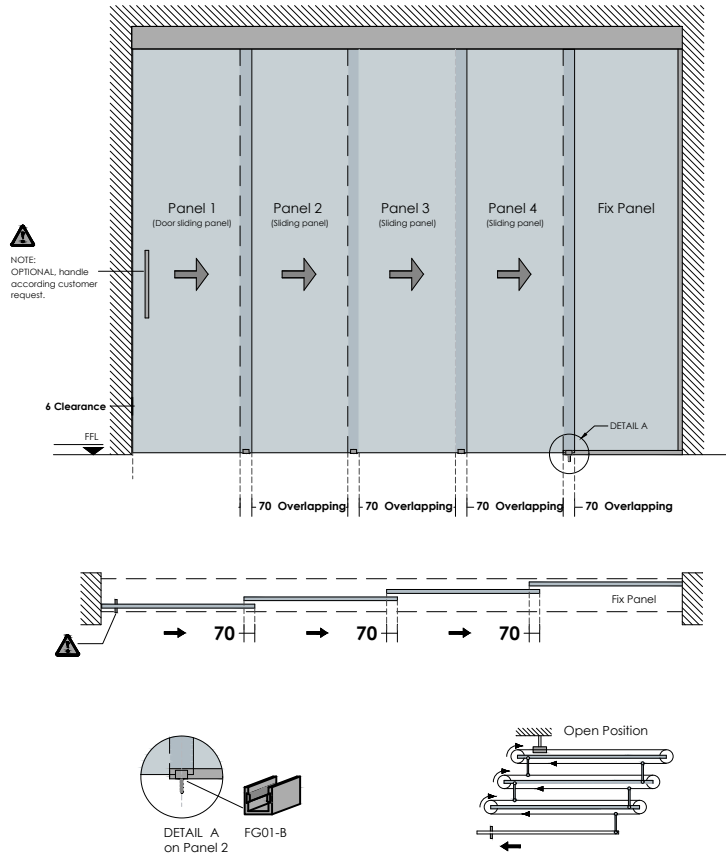 Panel 1
(Door sliding panel)
Panel 2
(Sliding panel)
Panel 3
(Sliding panel)
Panel 4
(Sliding panel)
Fix Panel
NOTE:
OPTIONAL, handle
according customer
request.
6 Clearance
FFL
DETAIL A
70 Overlapping
70 Overlapping
70 Overlapping
70 Overlapping
Fix Panel
70
70
70
Open Position
DETAIL A
on Panel 2
FG01-B